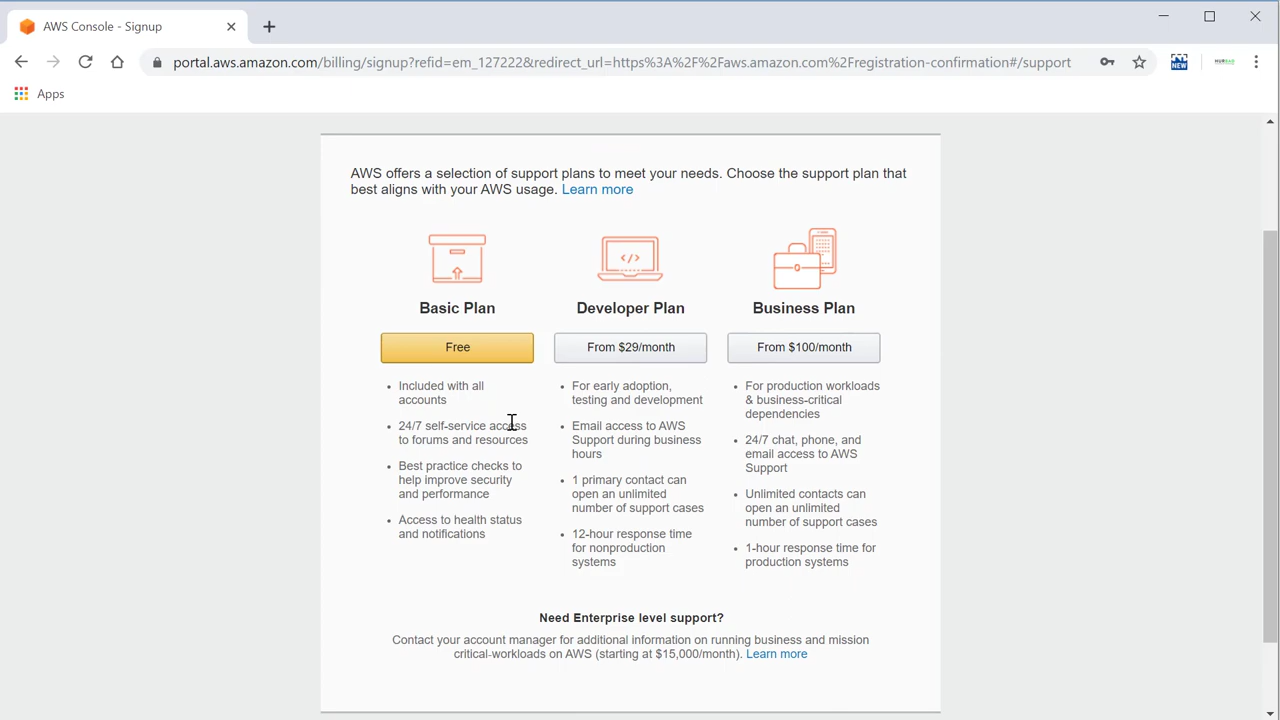 AWS Console - Signup
portal.aws.amazon.com/billing/signup?refid=em_127222&redirect_url=https%3A%2F%2Faws.amazon.com%2Fregistration-confirmation#/support
NEW
Apps
AWS offers a selection of support plans to meet your needs. Choose the support plan that
best aligns with your AWS usage. Learn more
</>
Basic Plan
Free
Included with all
accounts
24/7 self-service access
to forums and resources
Best practice checks to
help improve security
and performance
Access to health status
and notifications
Developer Plan
From $29/month
For early adoption,
testing and development
Email access to AWS
Support during business
hours
1 primary contact can
open an unlimited
number of support cases
12-hour response time
for nonproduction
systems
Business Plan
From $100/month
For production workloads
& business-critical
dependencies
24/7 chat, phone, and
email access to AWS
Support
Unlimited contacts can
open an unlimited
number of support cases
1-hour response time for
production systems
Need Enterprise level support?
Contact your account manager for additional information on running business and mission
critical-workloads on AWS (starting at $15,000/month). Learn more